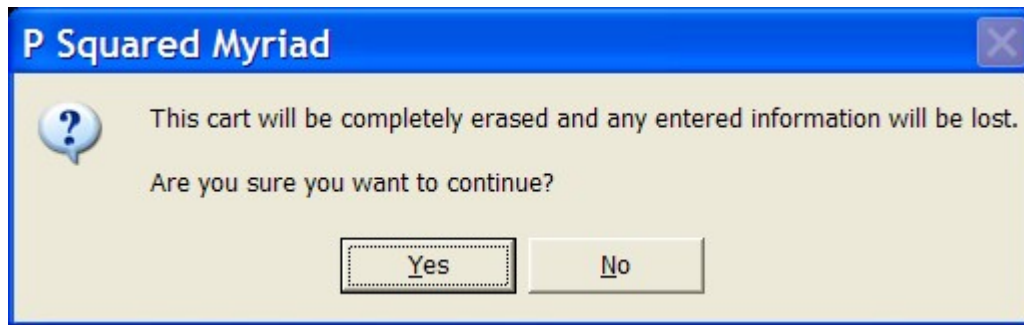 P Squared Myriad
This cart will be completely erased and any entered information will be lost.
Are you sure you want to continue?
Yes No